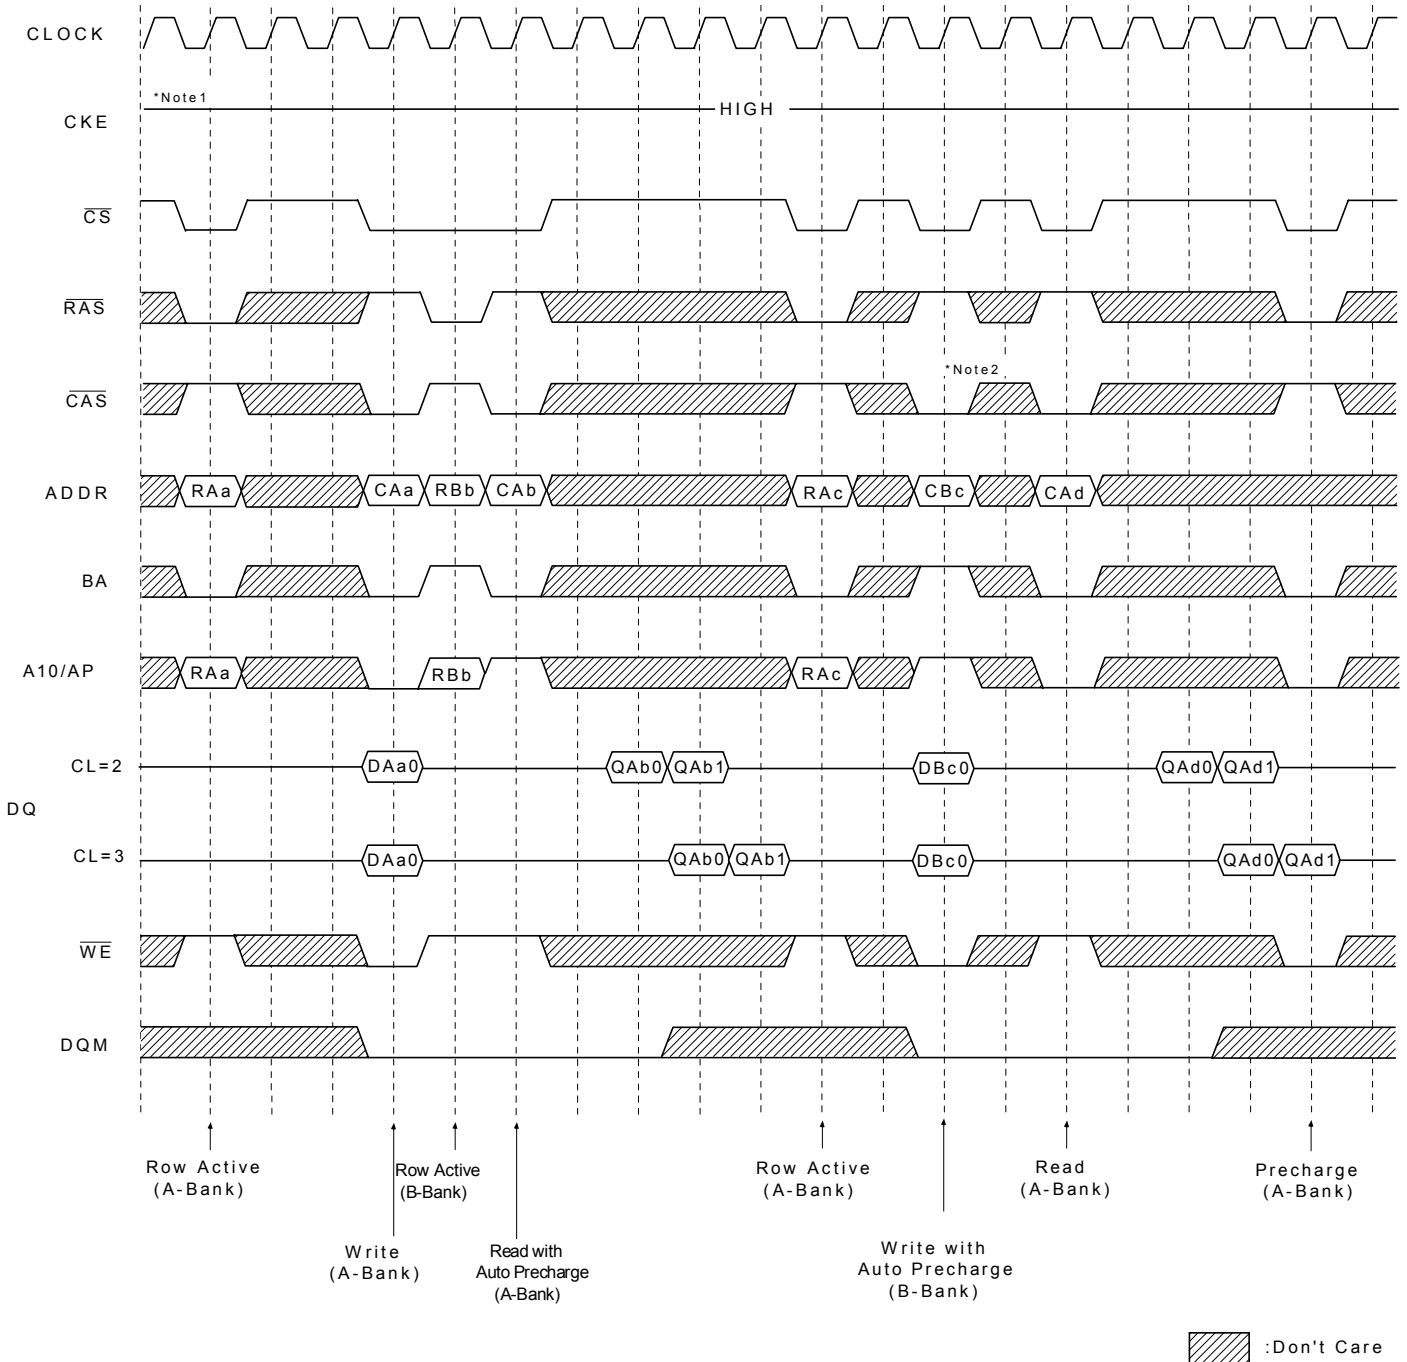 CLOCK
*Note1
HIGH
CKE
CS
RAS
*Note2
CAS
ADDR RAa CAa RBb CAb RAc CBc CAd
BA
A10/AP RAa RBb RAc
CL=2 DAa0 QAb0 QAb1 DBc0 QAd0 QAd1
DQ
CL=3 DAa0 QAb0 QAb1 DBc0 QAd0 QAd1
WE
DQM
Row Active
(A-Bank)
Row Active
(B-Bank)
Row Active
(A-Bank)
Read
(A-Bank)
Precharge
(A-Bank)
Write
(A-Bank)
Read with
Auto Precharge
(A-Bank)
Write with
Auto Precharge
(B-Bank)
:Don't Care